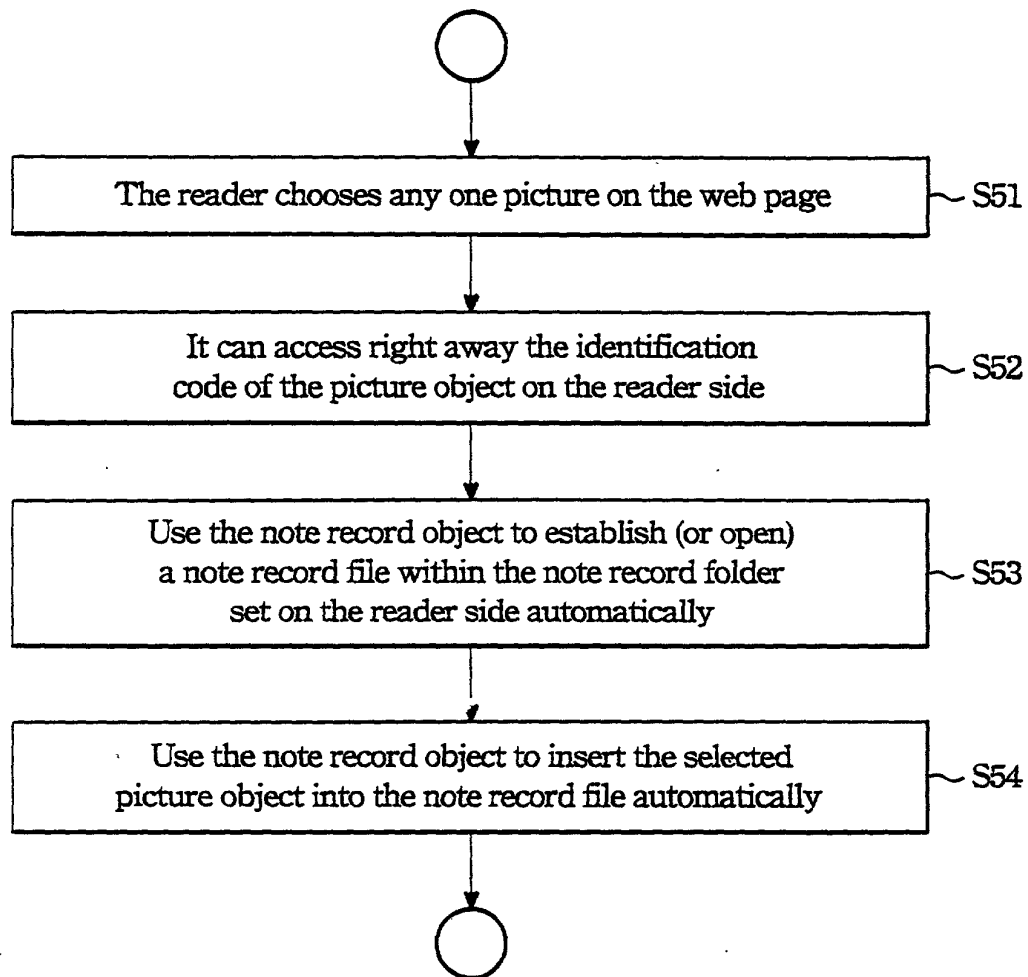 The reader chooses any one picture on the web page
S51
It can access right away the identification
code of the picture object on the reader side
S52
Use the note record object to establish (or open)
a note record file within the note record folder
set on the reader side automatically
S53
Use the note record object to insert the selected
picture object into the note record file automatically
S54